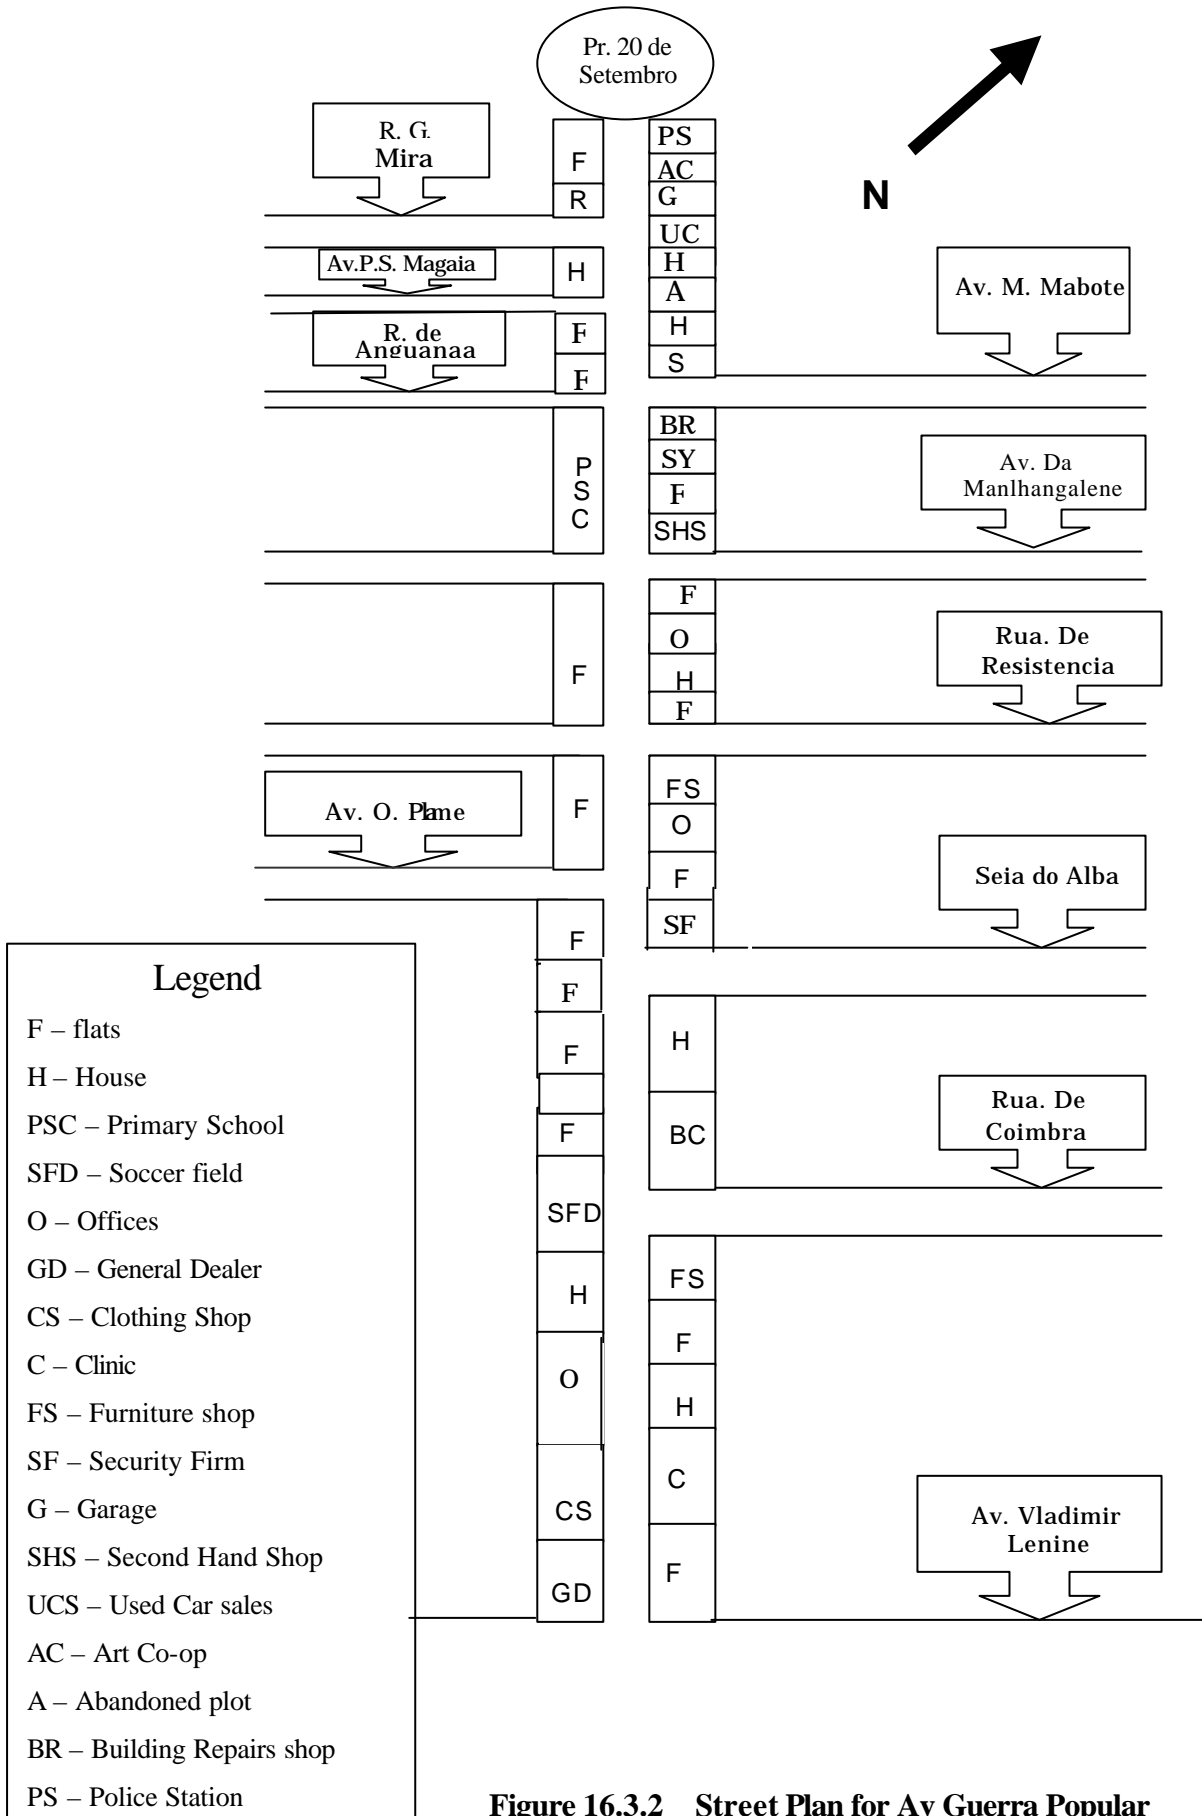 Pr. 20 de
Setembro
N
R. G.
Mira
Av.P.S. Magaia
R. de
Anguanaa
Av. O. Plame
F
R
H
F
F
P
S
C
F
F
F
F
F
F
SFD
H
O
CS
GD
PS
AC
G
UC
H
A
H
S
BR
SY
F
SHS
F
O
H
F
FS
O
F
SF
H
BC
FS
F
H
C
F
Av. M. Mabote
Av. Da
Manlhangalene
Rua. De
Resistencia
Seia do Alba
Rua. De
Coimbra
Av. Vladimir
Lenine
Legend
F – flats
H – House
PSC – Primary School
SFD – Soccer field
O – Offices
GD – General Dealer
CS – Clothing Shop
C – Clinic
FS – Furniture shop
SF – Security Firm
G – Garage
SHS – Second Hand Shop
UCS – Used Car sales
AC – Art Co-op
A – Abandoned plot
BR – Building Repairs shop
PS – Police Station
Figure 16.3.2 Street Plan for Av Guerra Popular